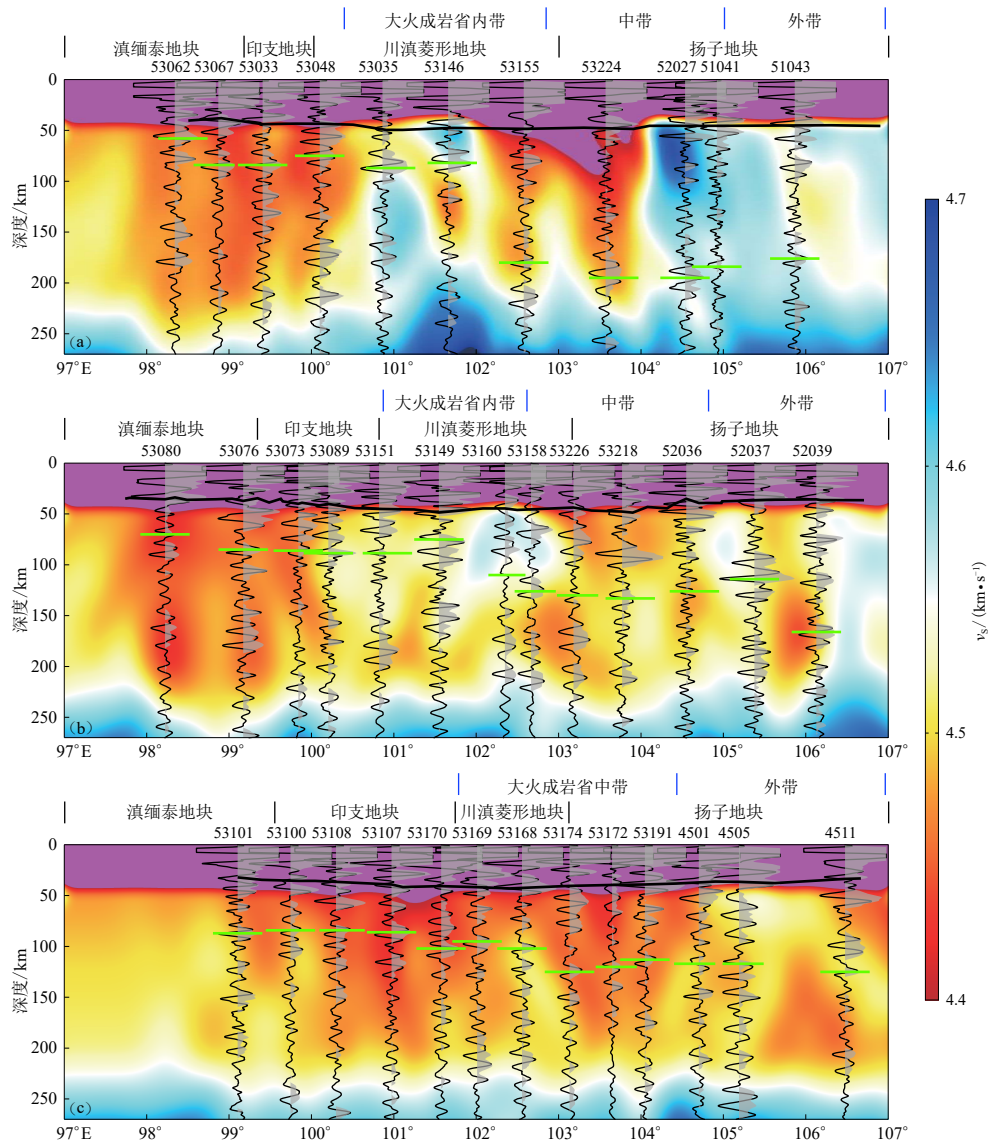 大火成岩省内带 中带 外带
滇缅泰地块 印支地块 川滇菱形地块 扬子地块
53062 53067 53033 53048 53035 53146 53155 53224 52027 51041 51043
0
50
100
150
200
250
深度/km
(a)
97°E 98° 99° 100° 101° 102° 103° 104° 105° 106° 107°
大火成岩省内带 中带 外带
滇缅泰地块 印支地块 川滇菱形地块 扬子地块
53080 53076 53073 53089 53151 53149 53160 53158 53226 53218 52036 52037 52039
0
50
100
150
200
250
深度/km
(b)
97°E 98° 99° 100° 101° 102° 103° 104° 105° 106° 107°
大火成岩省中带 外带
滇缅泰地块 印支地块 川滇菱形地块 扬子地块
53101 53100 53108 53107 53170 53169 53168 53174 53172 53191 4501 4505 4511
0
50
100
150
200
250
深度/km
(c)
97°E 98° 99° 100° 101° 102° 103° 104° 105° 106° 107°
4.7
4.6
4.5
4.4
vS/(km•s⁻¹)